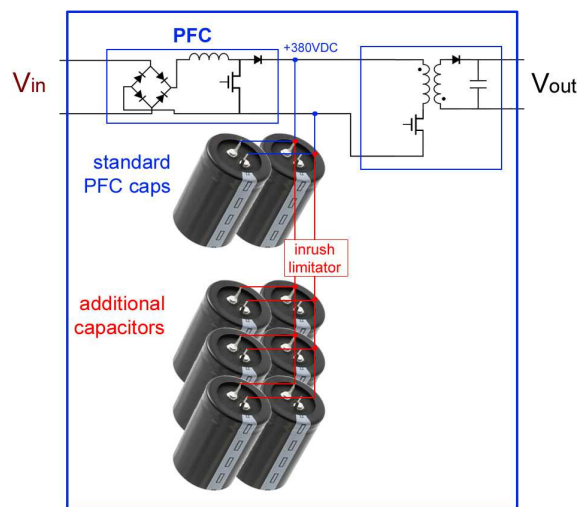 PFC
+380VDC
Vin
Vout
standard
PFC caps
inrush
limitator
additional
capacitors